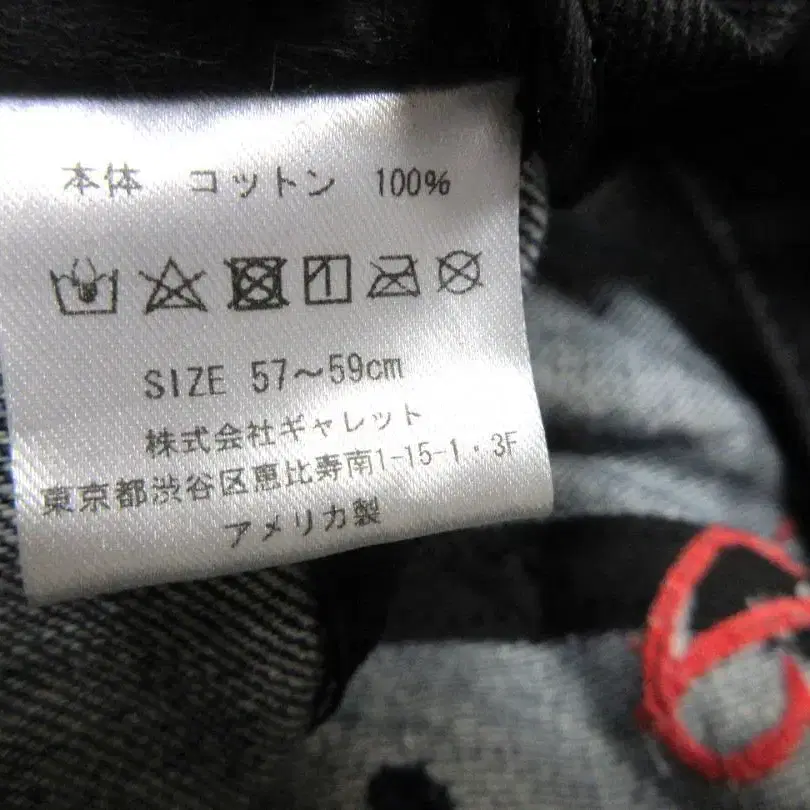 本体 コットン 100%
SIZE 57～59cm
株式会社ギャレット
東京都渋谷区恵比寿南1-15-1・3F
アメリカ製